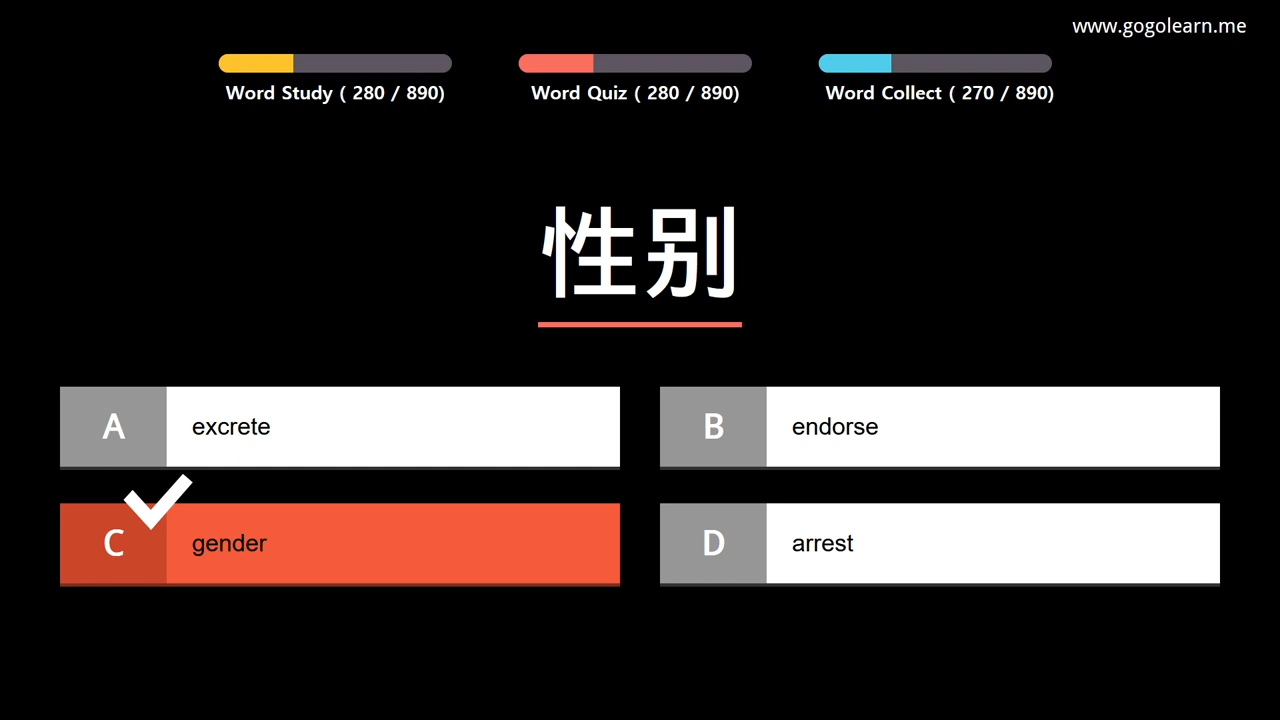 www.gogolearn.me
Word Study ( 280 / 890)
Word Quiz ( 280 / 890)
Word Collect ( 270 / 890)
性别
A excrete
B endorse
C gender
D arrest